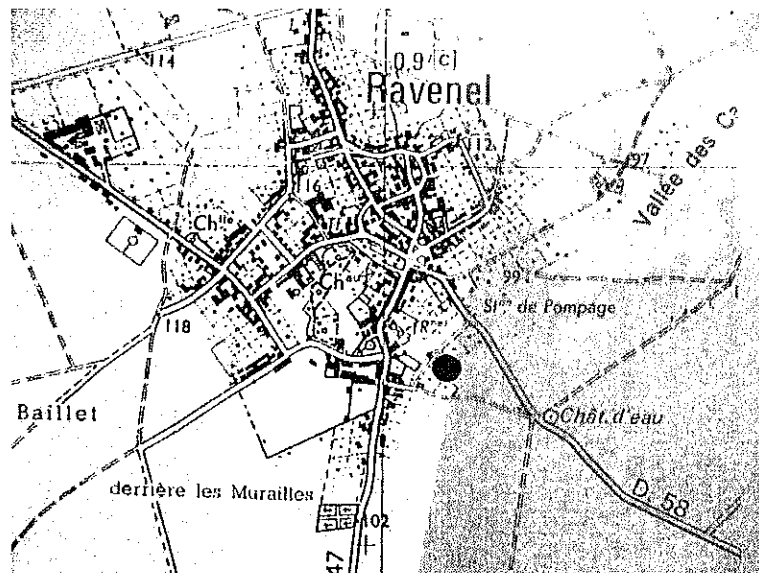 114
0.9 (c)
Ravenel
112
97
Vallée des C
116
Ch
99
Ch
St de Pompage
118
Baillet
Chât. d'eau
derrière les Murailles
D 58
102
47